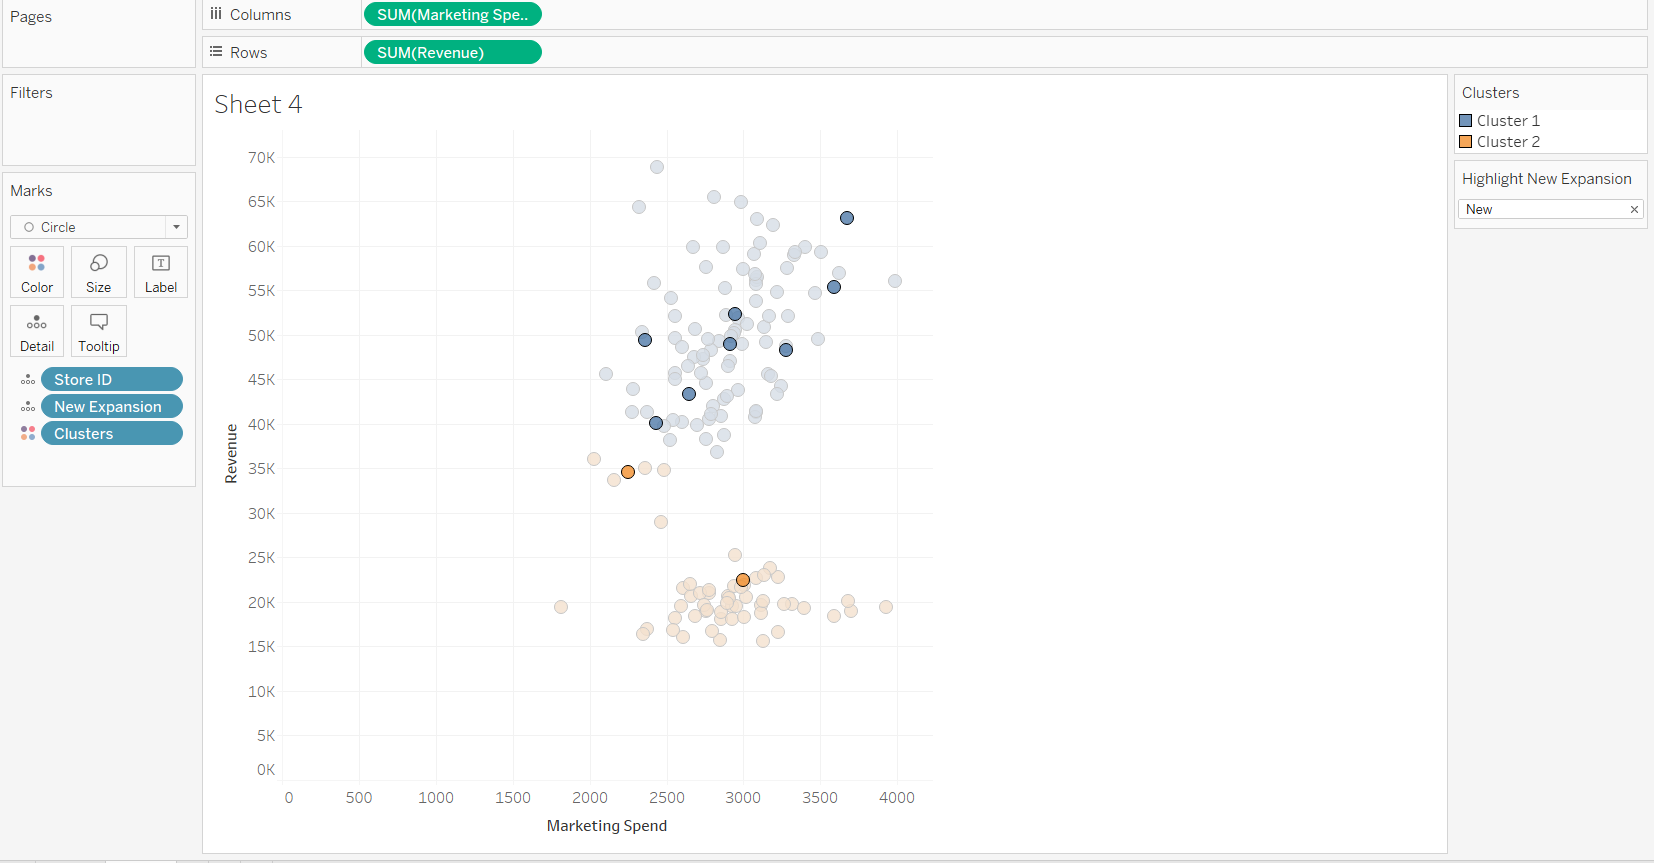 Pages
Columns
SUM(Marketing Spe..
Rows
SUM(Revenue)
Filters
Marks
Circle
Color
Size
Label
Detail
Tooltip
Store ID
New Expansion
Clusters
Sheet 4
70K
65K
60K
55K
50K
45K
40K
35K
30K
25K
20K
15K
10K
5K
0K
Revenue
0 500 1000 1500 2000 2500 3000 3500 4000
Marketing Spend
Clusters
Cluster 1
Cluster 2
Highlight New Expansion
New